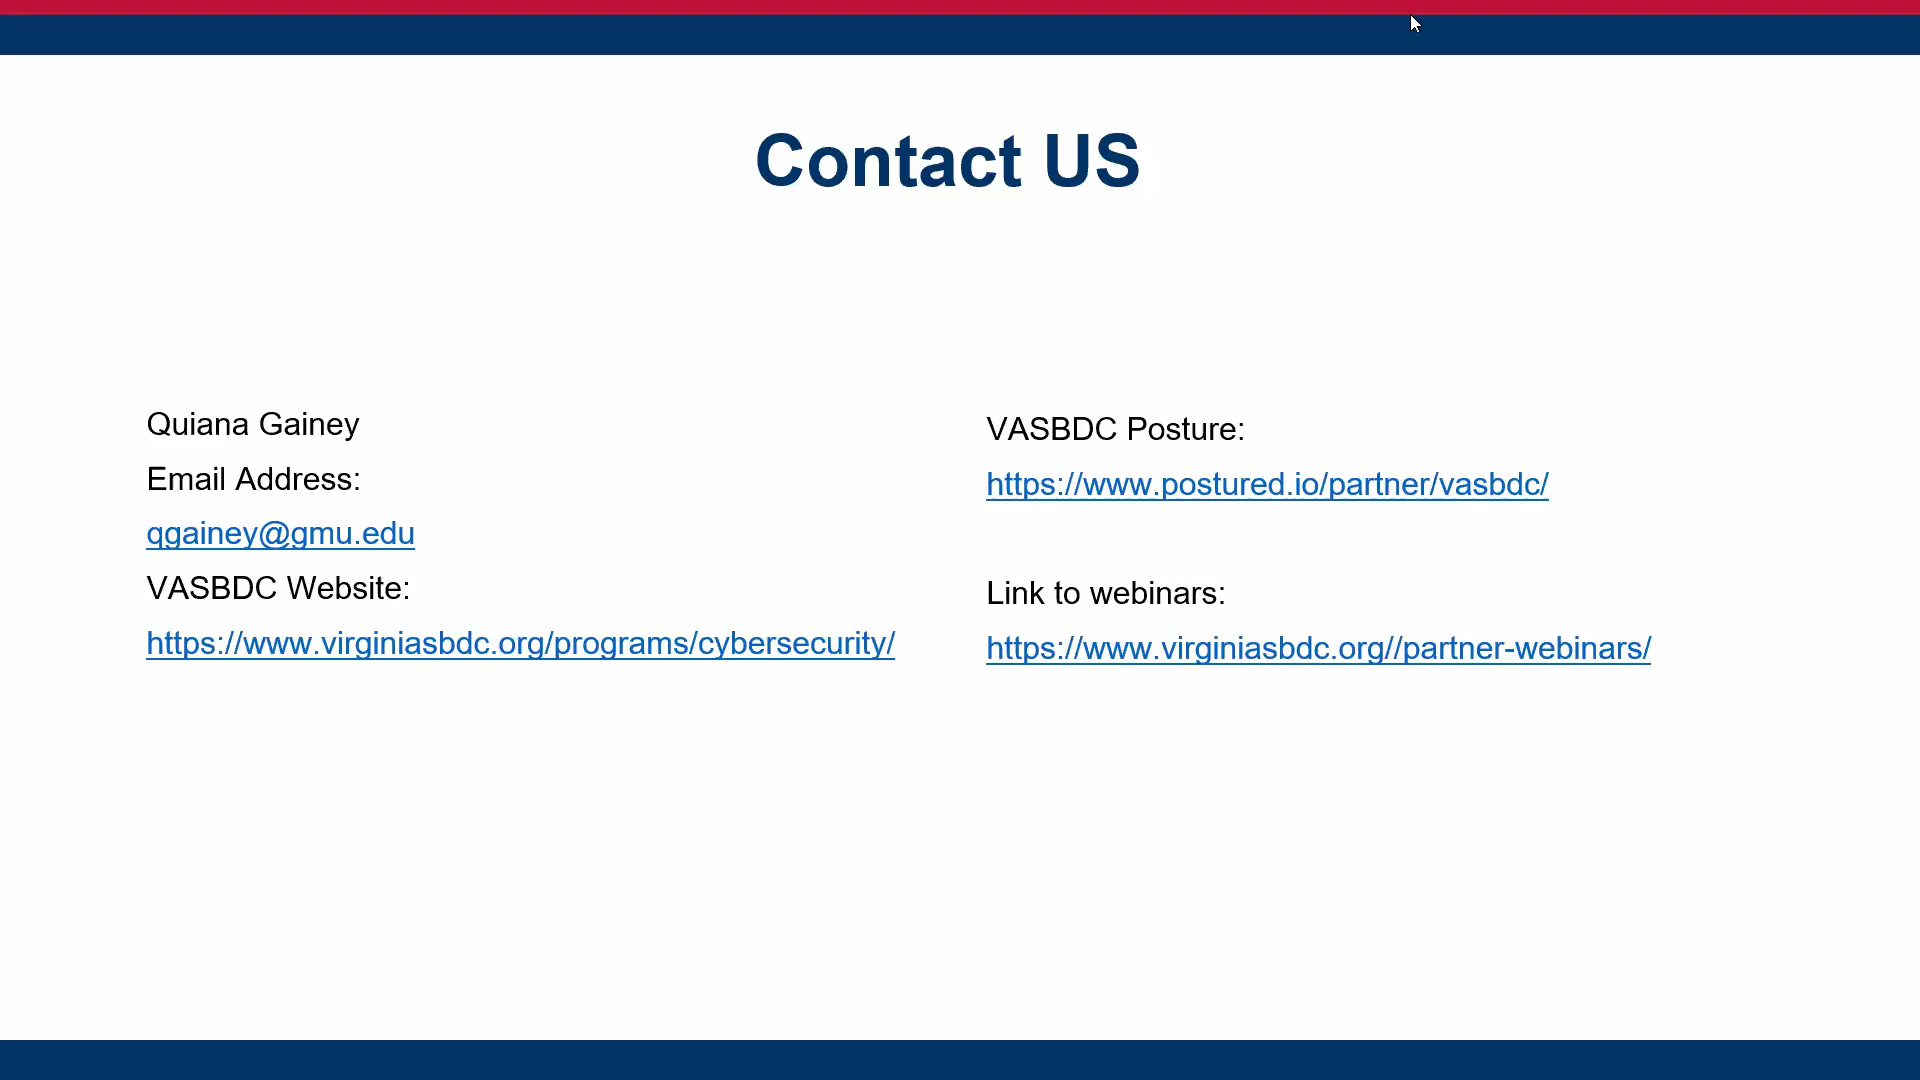 Contact US
Quiana Gainey
Email Address:
qgainey@gmu.edu
VASBDC Website:
https://www.virginiasbdc.org/programs/cybersecurity/
VASBDC Posture:
https://www.postured.io/partner/vasbdc/
Link to webinars:
https://www.virginiasbdc.org//partner-webinars/